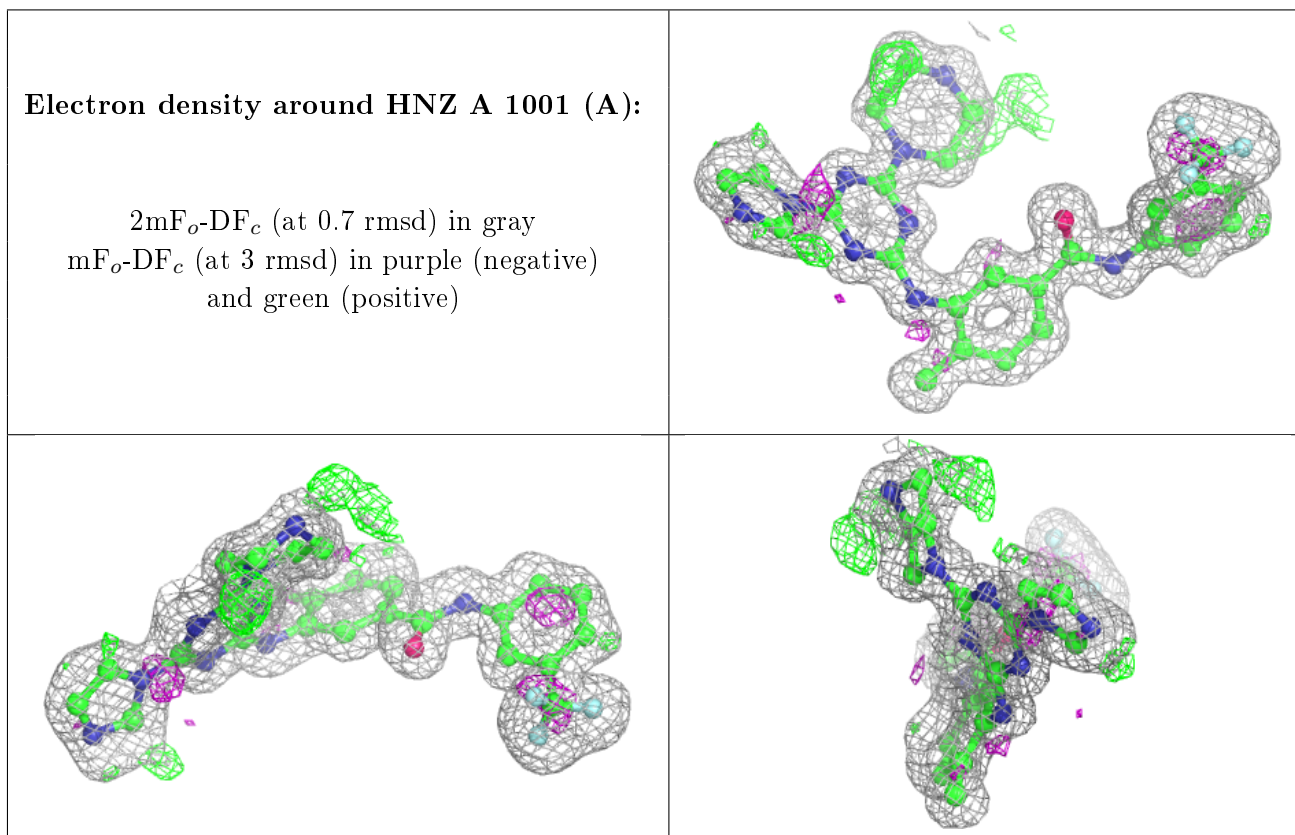 Electron density around HNZ A 1001 (A):
2mFₒ-DF𝒸 (at 0.7 rmsd) in gray
mFₒ-DF𝒸 (at 3 rmsd) in purple (negative)
and green (positive)